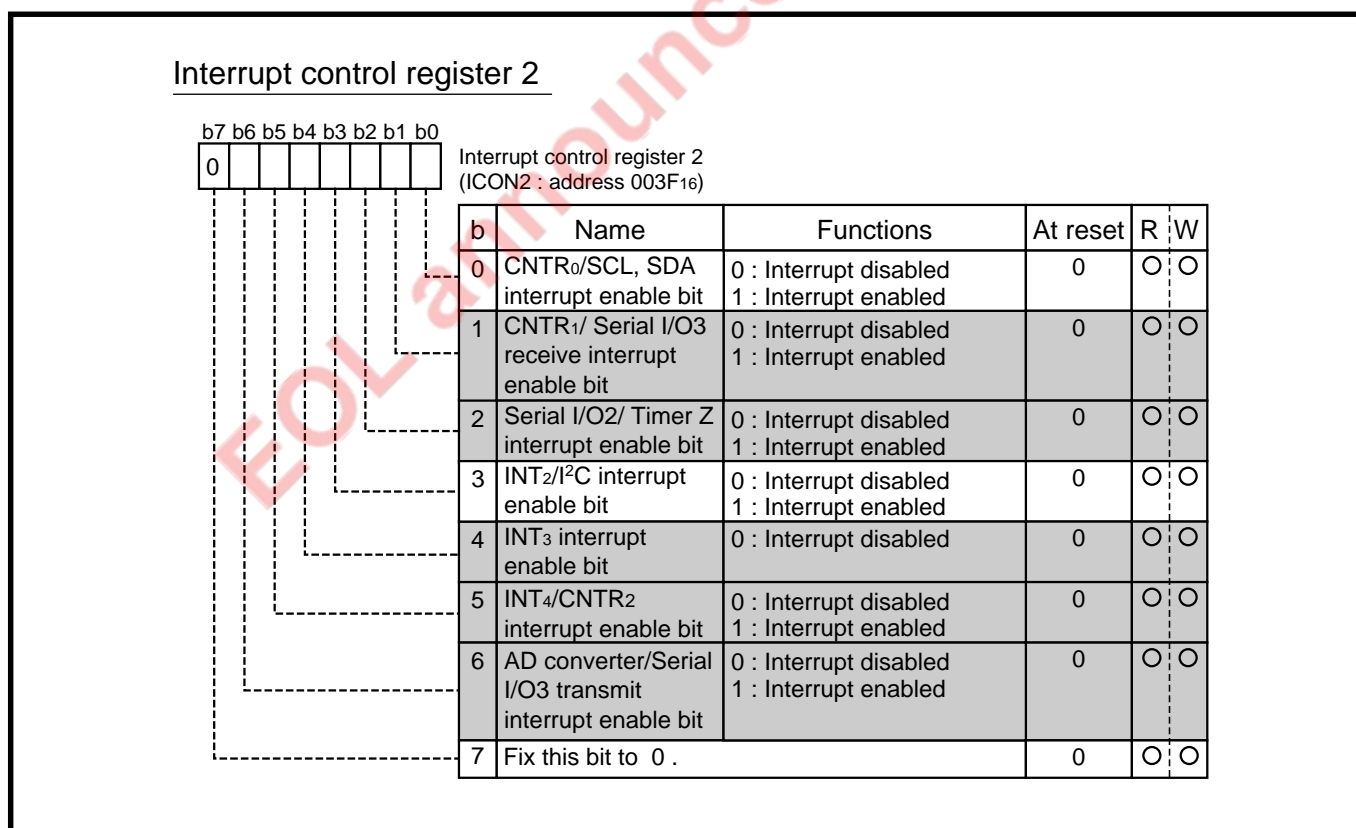 Interrupt control register 2
b7 b6 b5 b4 b3 b2 b1 b0
0
Interrupt control register 2
(ICON2 : address 003F16)
b Name Functions At reset R W
0 CNTR0/SCL, SDA interrupt enable bit 0 : Interrupt disabled 1 : Interrupt enabled 0 O O
1 CNTR1/ Serial I/O3 receive interrupt enable bit 0 : Interrupt disabled 1 : Interrupt enabled 0 O O
2 Serial I/O2/ Timer Z interrupt enable bit 0 : Interrupt disabled 1 : Interrupt enabled 0 O O
3 INT2/I²C interrupt enable bit 0 : Interrupt disabled 1 : Interrupt enabled 0 O O
4 INT3 interrupt enable bit 0 : Interrupt disabled 0 O O
5 INT4/CNTR2 interrupt enable bit 0 : Interrupt disabled 1 : Interrupt enabled 0 O O
6 AD converter/Serial I/O3 transmit interrupt enable bit 0 : Interrupt disabled 1 : Interrupt enabled 0 O O
7 Fix this bit to 0 . 0 O O
EOL